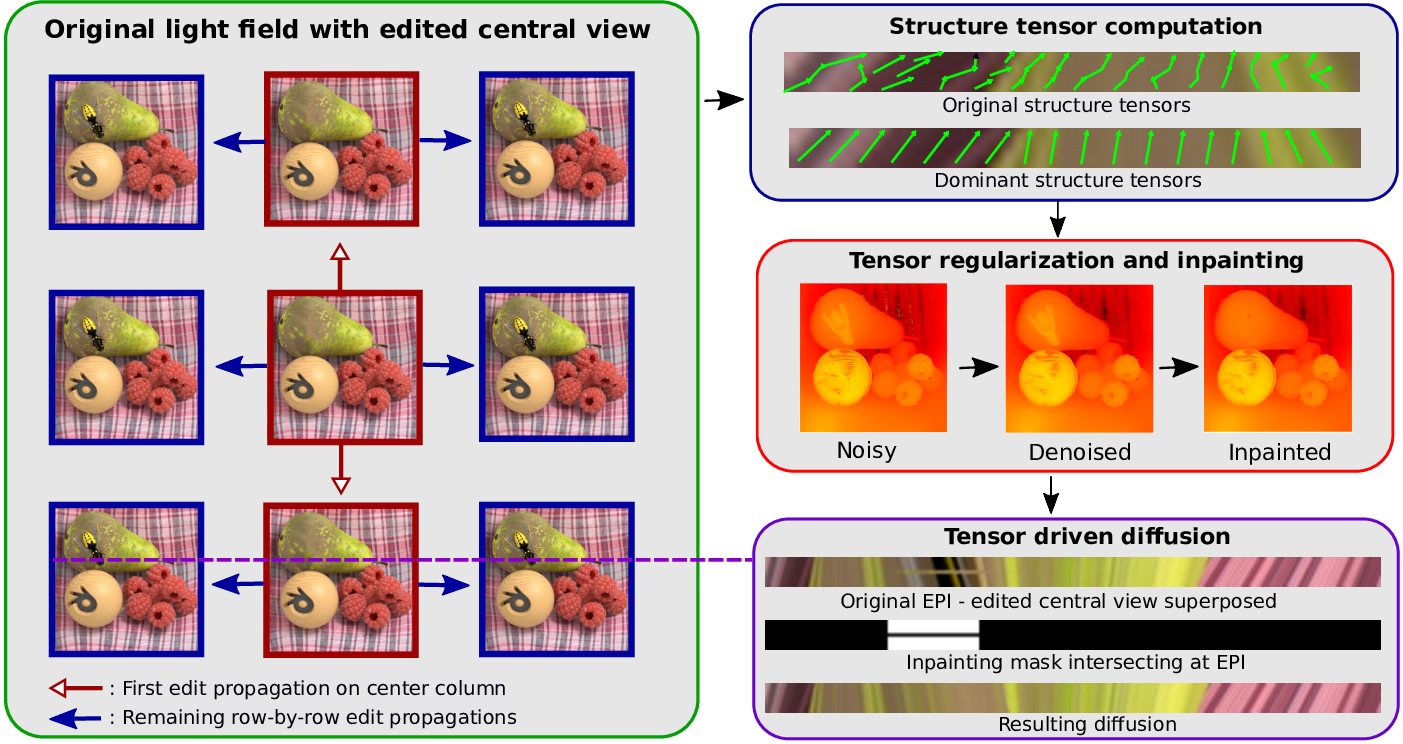 Original light field with edited central view
: First edit propagation on center column
: Remaining row-by-row edit propagations
Structure tensor computation
Original structure tensors
Dominant structure tensors
Tensor regularization and inpainting
Noisy
Denoised
Inpainted
Tensor driven diffusion
Original EPI - edited central view superposed
Inpainting mask intersecting at EPI
Resulting diffusion